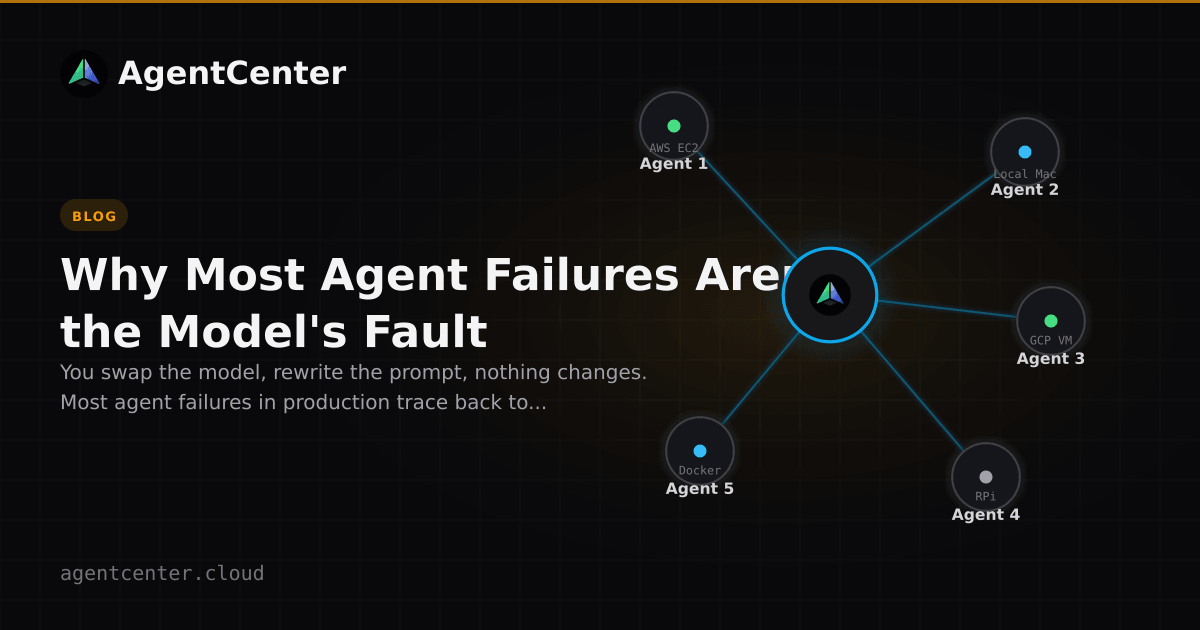 AgentCenter
BLOG
Why Most Agent Failures Are
the Model's Fault
You swap the model, rewrite the prompt, nothing changes.
Most agent failures in production trace back to...
agentcenter.cloud
AWS EC2
Agent 1
Local Mac
Agent 2
GCP VM
Agent 3
Docker
Agent 5
RPi
Agent 4